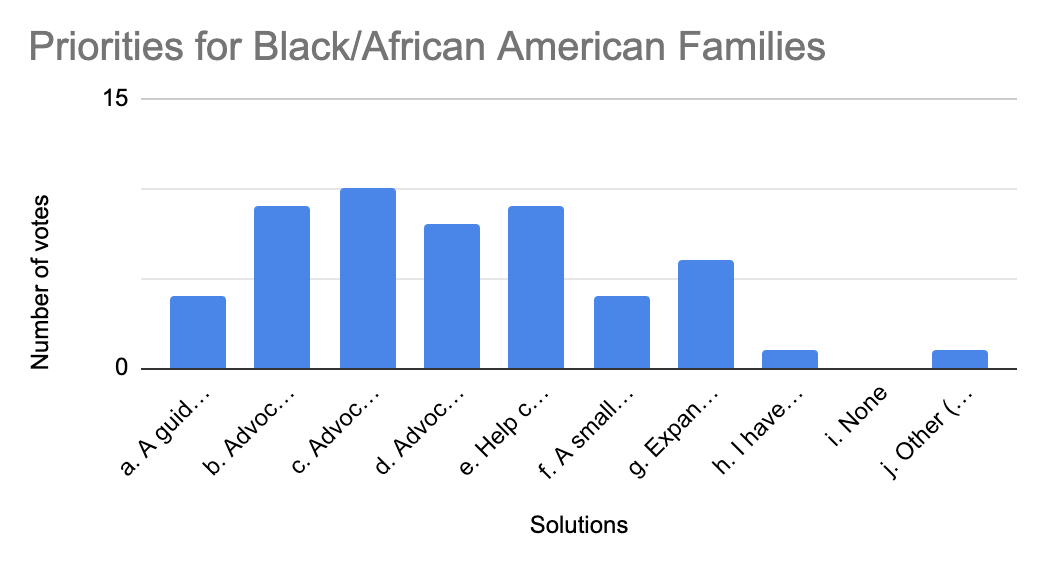 Priorities for Black/African American Families
15
0
Number of votes
a. A guid...
b. Advoc...
c. Advoc...
d. Advoc...
e. Help c...
f. A small...
g. Expan...
h. I have...
i. None
j. Other (...
Solutions